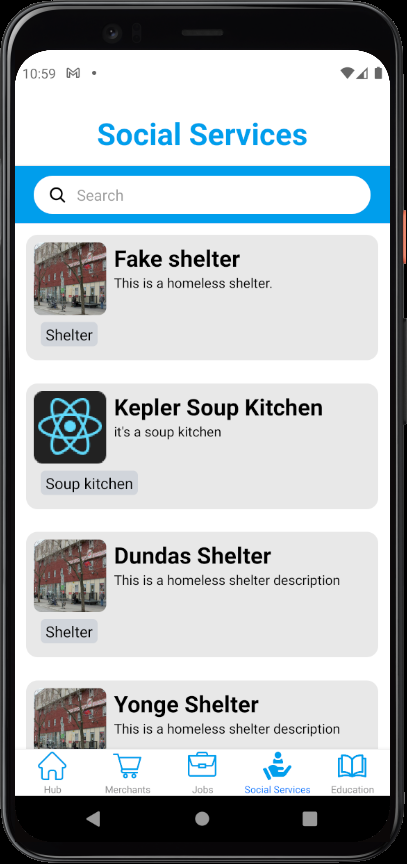 10:59
Social Services
Search
Fake shelter
This is a homeless shelter.
Shelter
Kepler Soup Kitchen
it's a soup kitchen
Soup kitchen
Dundas Shelter
This is a homeless shelter description
Shelter
Yonge Shelter
This is a homeless shelter description
Hub Merchants Jobs Social Services Education